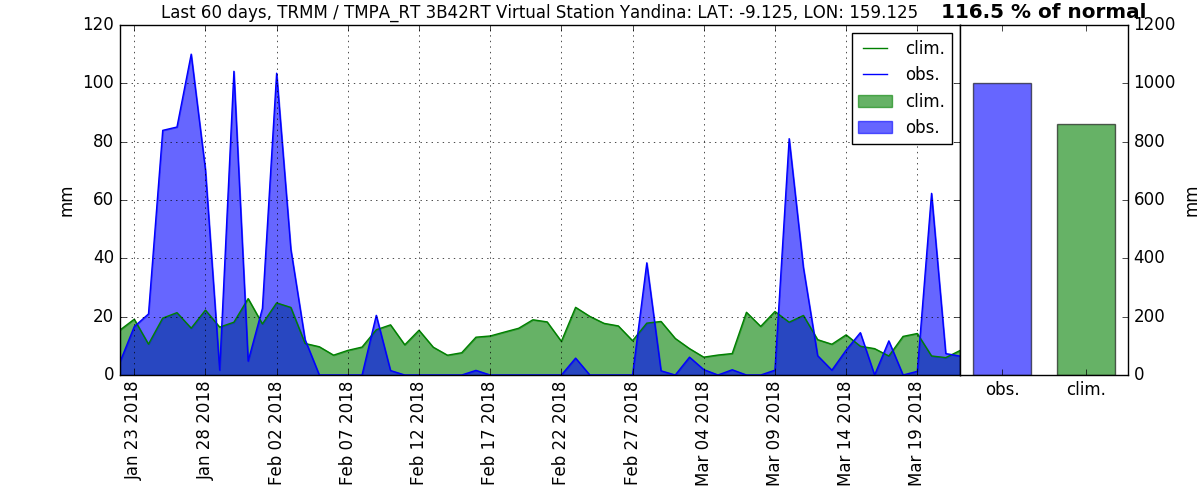 Last 60 days, TRMM / TMPA_RT 3B42RT Virtual Station Yandina: LAT: -9.125, LON: 159.125
116.5 % of normal
120
100
80
60
40
20
0
mm
clim.
obs.
clim.
obs.
1200
1000
800
600
400
200
0
mm
Jan 23 2018
Jan 28 2018
Feb 02 2018
Feb 07 2018
Feb 12 2018
Feb 17 2018
Feb 22 2018
Feb 27 2018
Mar 04 2018
Mar 09 2018
Mar 14 2018
Mar 19 2018
obs.
clim.